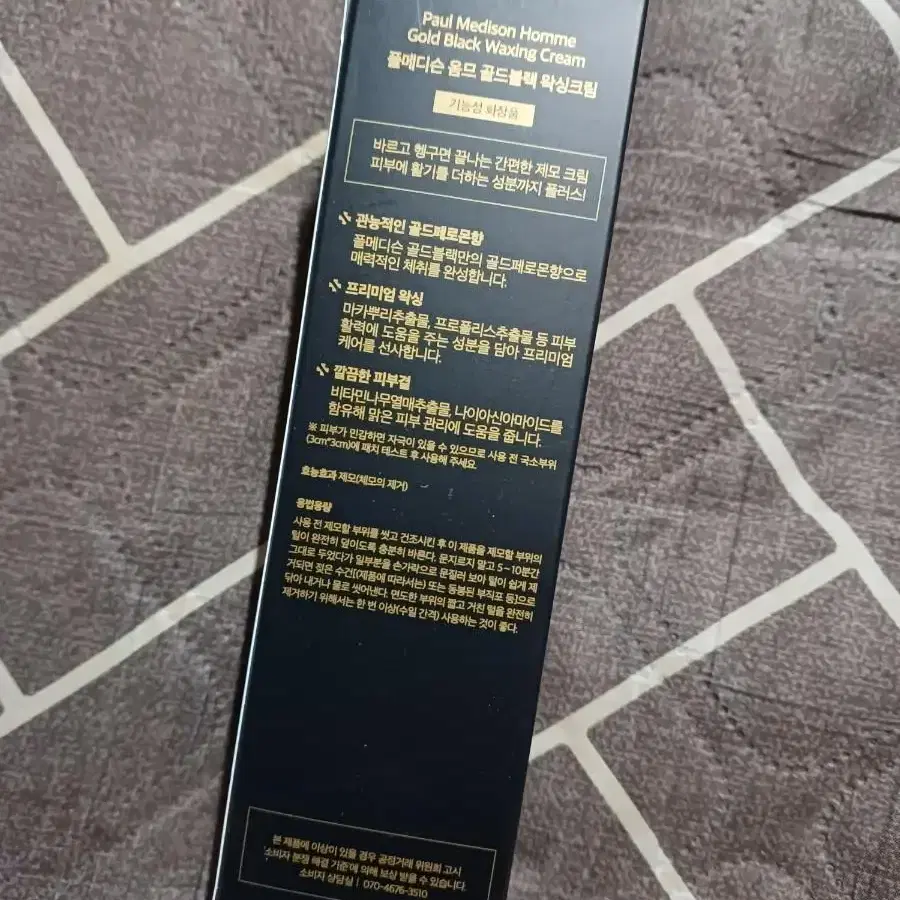 Paul Medison Homme
Gold Black Waxing Cream
폴메디슨 옴므 골드블랙 왁싱크림
기능성 화장품
바르고 헹구면 끝나는 간편한 제모 크림
피부에 활기를 더하는 성분까지 플러스!
관능적인 골드페로몬향
폴메디슨 골드블랙만의 골드페로몬향으로
매력적인 체취를 완성합니다.
프리미엄 왁싱
마카뿌리추출물, 프로폴리스추출물 등 피부
활력에 도움을 주는 성분을 담아 프리미엄
케어를 선사합니다.
깔끔한 피부결
비타민나무열매추출물, 나이아신아마이드를
함유해 맑은 피부 관리에 도움을 줍니다.
※ 피부가 민감하면 자극이 있을 수 있으므로 사용 전 국소부위
(3cm*3cm)에 패치 테스트 후 사용해 주세요.
효능효과 제모(체모의 제거)
용법용량
사용 전 제모할 부위를 씻고 건조시킨 후 이 제품을 제모할 부위의
털이 완전히 덮이도록 충분히 바른다. 문지르지 말고 5~10분간
그대로 두었다가 일부분을 손가락으로 문질러 보아 털이 쉽게 제
거되면 젖은 수건[(제품에 따라서는) 또는 동봉된 부직포 등]으로
닦아 내거나 물로 씻어낸다. 면도한 부위의 짧고 거친 털을 완전히
제거하기 위해서는 한 번 이상(수일 간격) 사용하는 것이 좋다.
본 제품에 이상이 있을 경우 공정거래 위원회 고시
'소비자 분쟁 해결 기준'에 의해 보상 받을 수 있습니다.
소비자 상담실 | 070-4676-3510